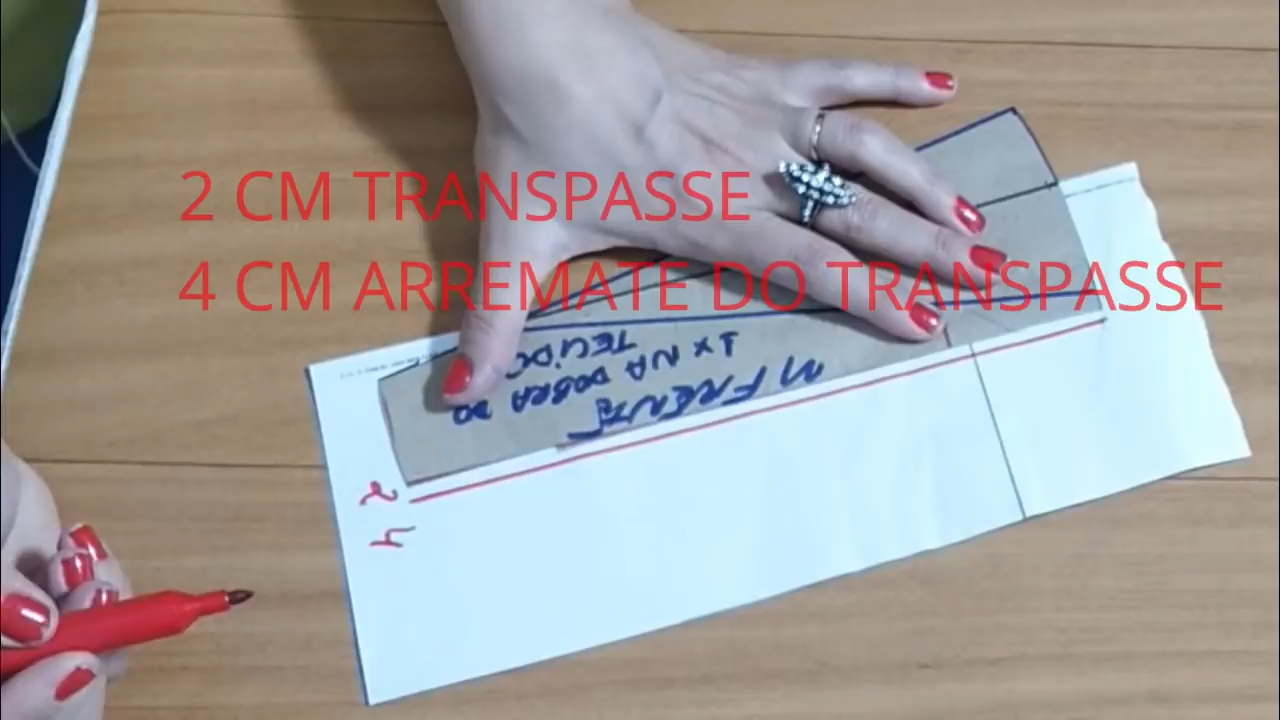 2 CM TRANSPASSE
4 CM ARREMATE DO TRANSPASSE
M FRENTE
1X NA DOBRA DO
TECIDO
2
4